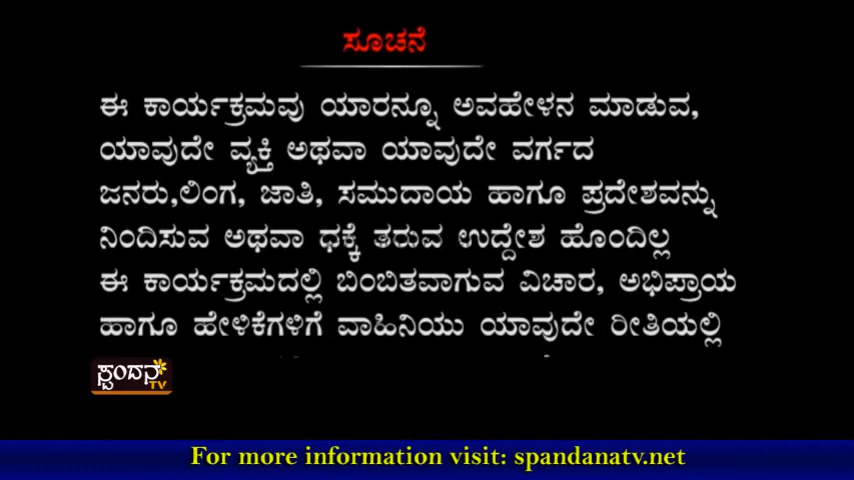 ಸೂಚನೆ
ಈ ಕಾರ್ಯಕ್ರಮವು ಯಾರನ್ನೂ ಅವಹೇಳನ ಮಾಡುವ,
ಯಾವುದೇ ವ್ಯಕ್ತಿ ಅಥವಾ ಯಾವುದೇ ವರ್ಗದ
ಜನರು,ಲಿಂಗ, ಜಾತಿ, ಸಮುದಾಯ ಹಾಗೂ ಪ್ರದೇಶವನ್ನು
ನಿಂದಿಸುವ ಅಥವಾ ಧಕ್ಕೆ ತರುವ ಉದ್ದೇಶ ಹೊಂದಿಲ್ಲ
ಈ ಕಾರ್ಯಕ್ರಮದಲ್ಲಿ ಬಿಂಬಿತವಾಗುವ ವಿಚಾರ, ಅಭಿಪ್ರಾಯ
ಹಾಗೂ ಹೇಳಿಕೆಗಳಿಗೆ ವಾಹಿನಿಯು ಯಾವುದೇ ರೀತಿಯಲ್ಲಿ
ಸ್ಪಂದನ TV
For more information visit: spandanatv.net